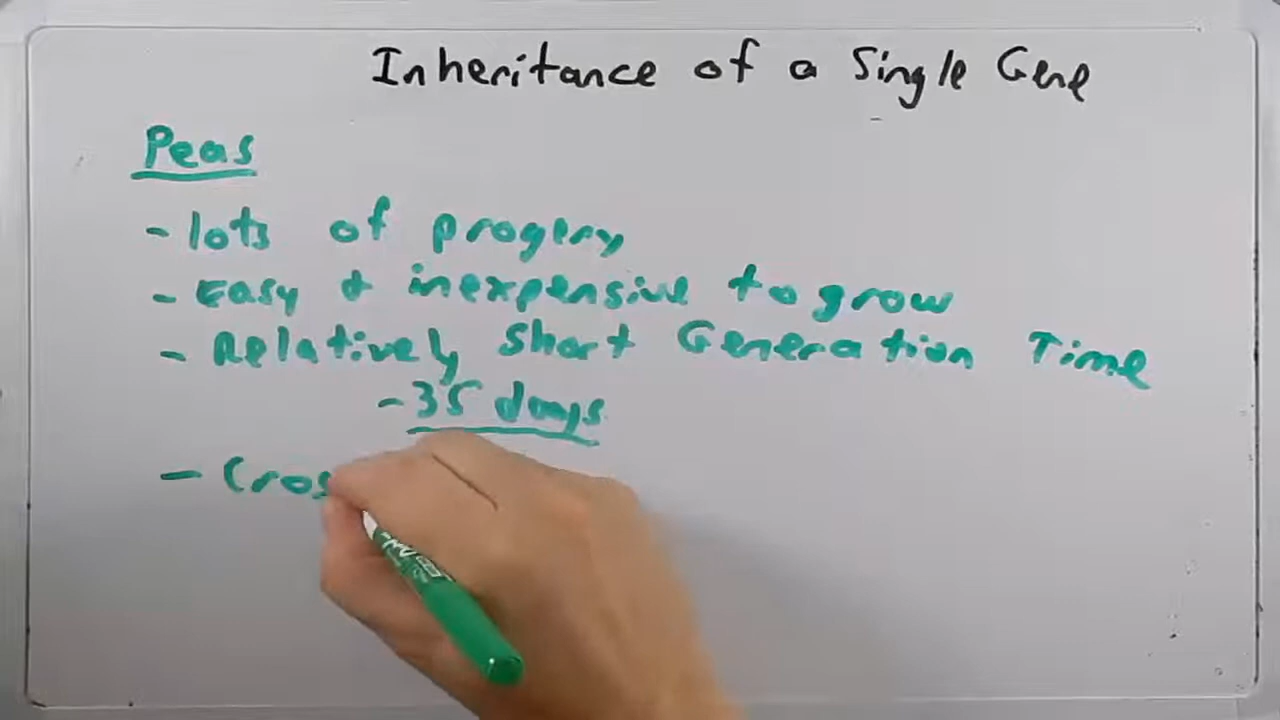 Inheritance of a Single Gene
Peas
- lots of progeny
- Easy + inexpensive to grow
- Relatively Short Generation Time
- 35 days
- Cros